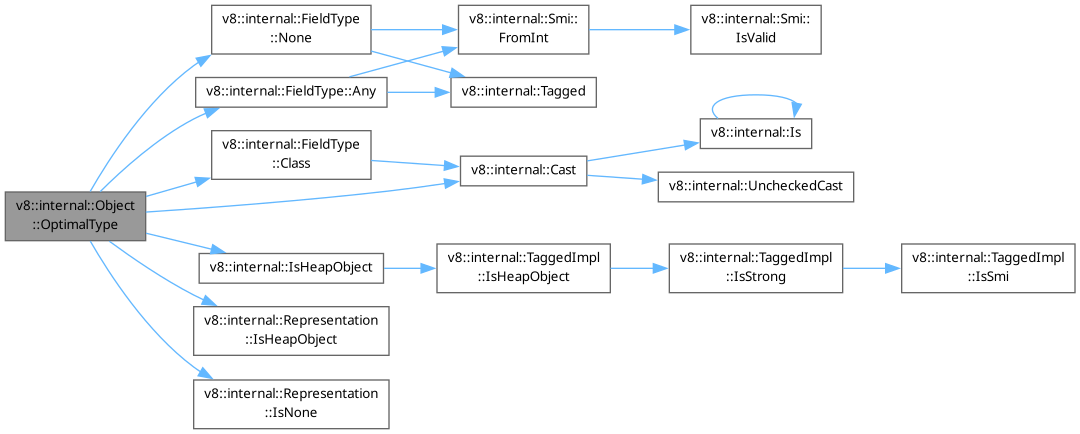 v8::internal::Object
::OptimalType
v8::internal::FieldType
::None
v8::internal::FieldType::Any
v8::internal::FieldType
::Class
v8::internal::IsHeapObject
v8::internal::Representation
::IsHeapObject
v8::internal::Representation
::IsNone
v8::internal::Smi::
FromInt
v8::internal::Tagged
v8::internal::Cast
v8::internal::TaggedImpl
::IsHeapObject
v8::internal::Smi::
IsValid
v8::internal::Is
v8::internal::UncheckedCast
v8::internal::TaggedImpl
::IsStrong
v8::internal::TaggedImpl
::IsSmi